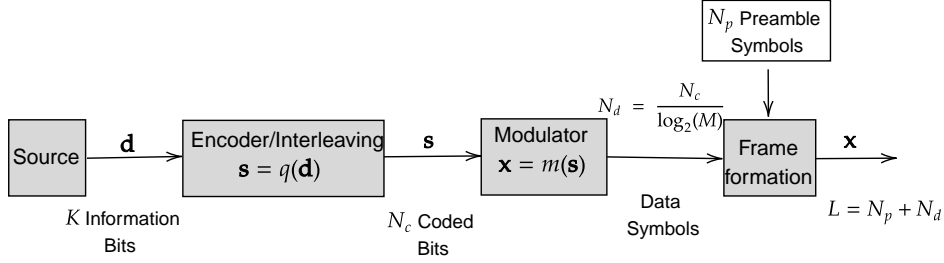 N_p Preamble
Symbols
N_d = N_c / log_2(M)
Source
d
Encoder/Interleaving
s = q(d)
s
Modulator
x = m(s)
Frame
formation
x
K Information
Bits
N_c Coded
Bits
Data
Symbols
L = N_p + N_d